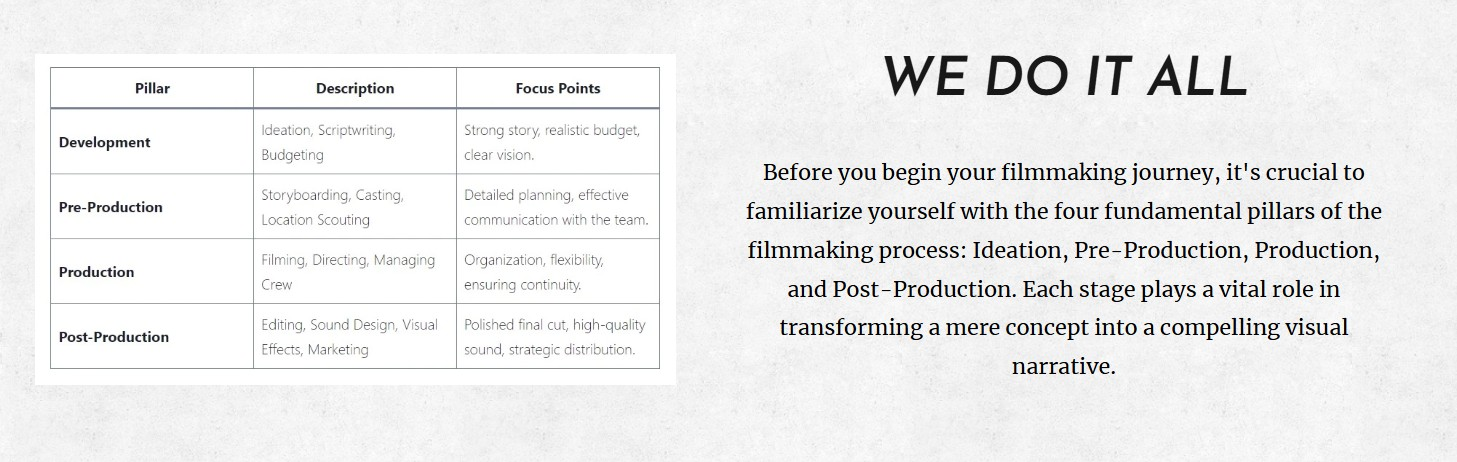 Pillar Description Focus Points
Development
Ideation, Scriptwriting,
Budgeting
Strong story, realistic budget,
clear vision.
Pre-Production
Storyboarding, Casting,
Location Scouting
Detailed planning, effective
communication with the team.
Production
Filming, Directing, Managing
Crew
Organization, flexibility,
ensuring continuity.
Post-Production
Editing, Sound Design, Visual
Effects, Marketing
Polished final cut, high-quality
sound, strategic distribution.
WE DO IT ALL
Before you begin your filmmaking journey, it's crucial to
familiarize yourself with the four fundamental pillars of the
filmmaking process: Ideation, Pre-Production, Production,
and Post-Production. Each stage plays a vital role in
transforming a mere concept into a compelling visual
narrative.